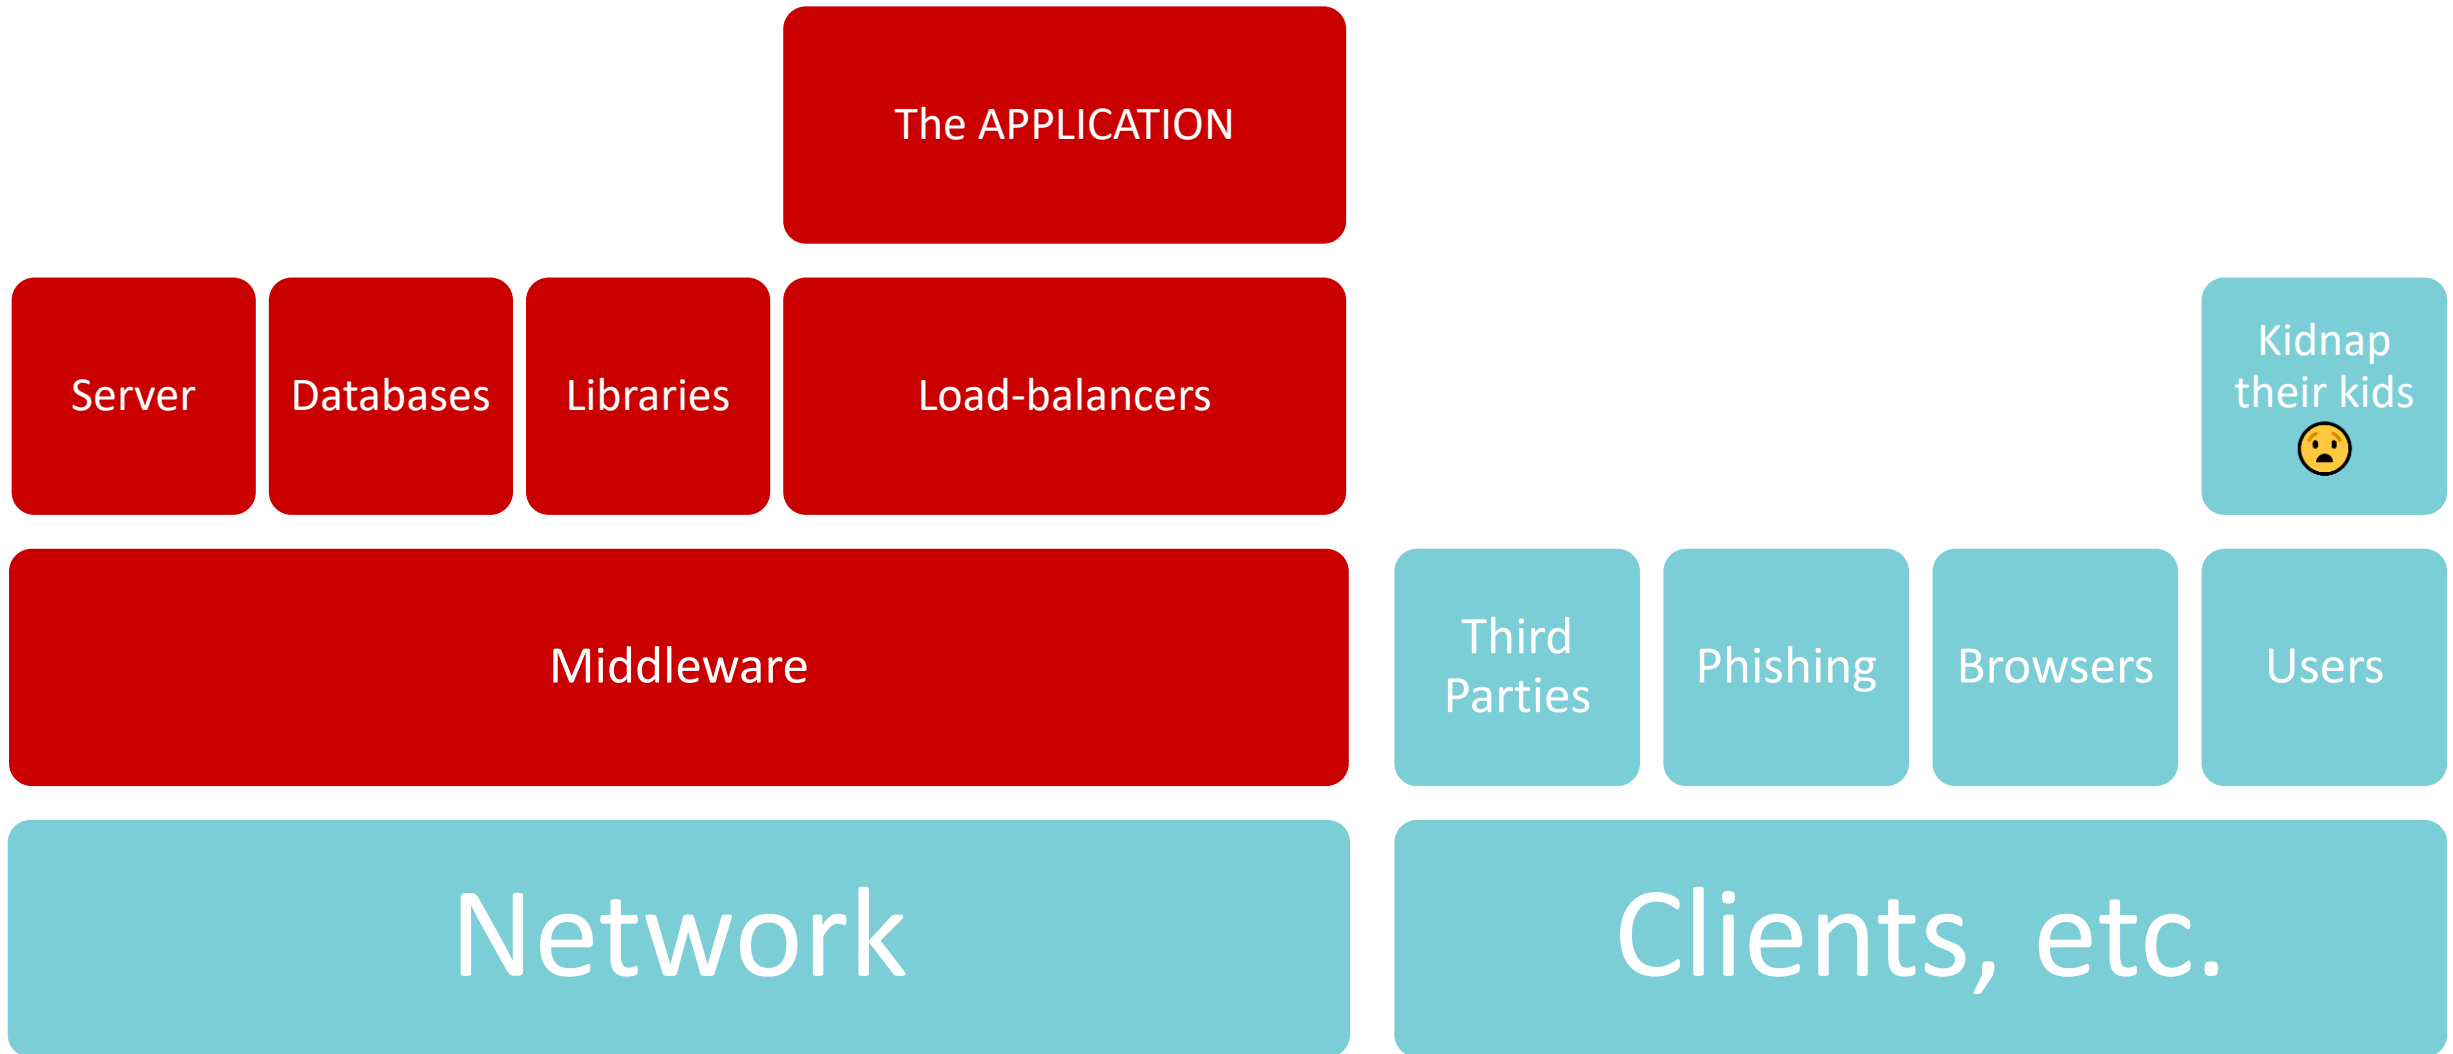 The APPLICATION
Server
Databases
Libraries
Load-balancers
Kidnap
their kids
Middleware
Third
Parties
Phishing
Browsers
Users
Network
Clients, etc.